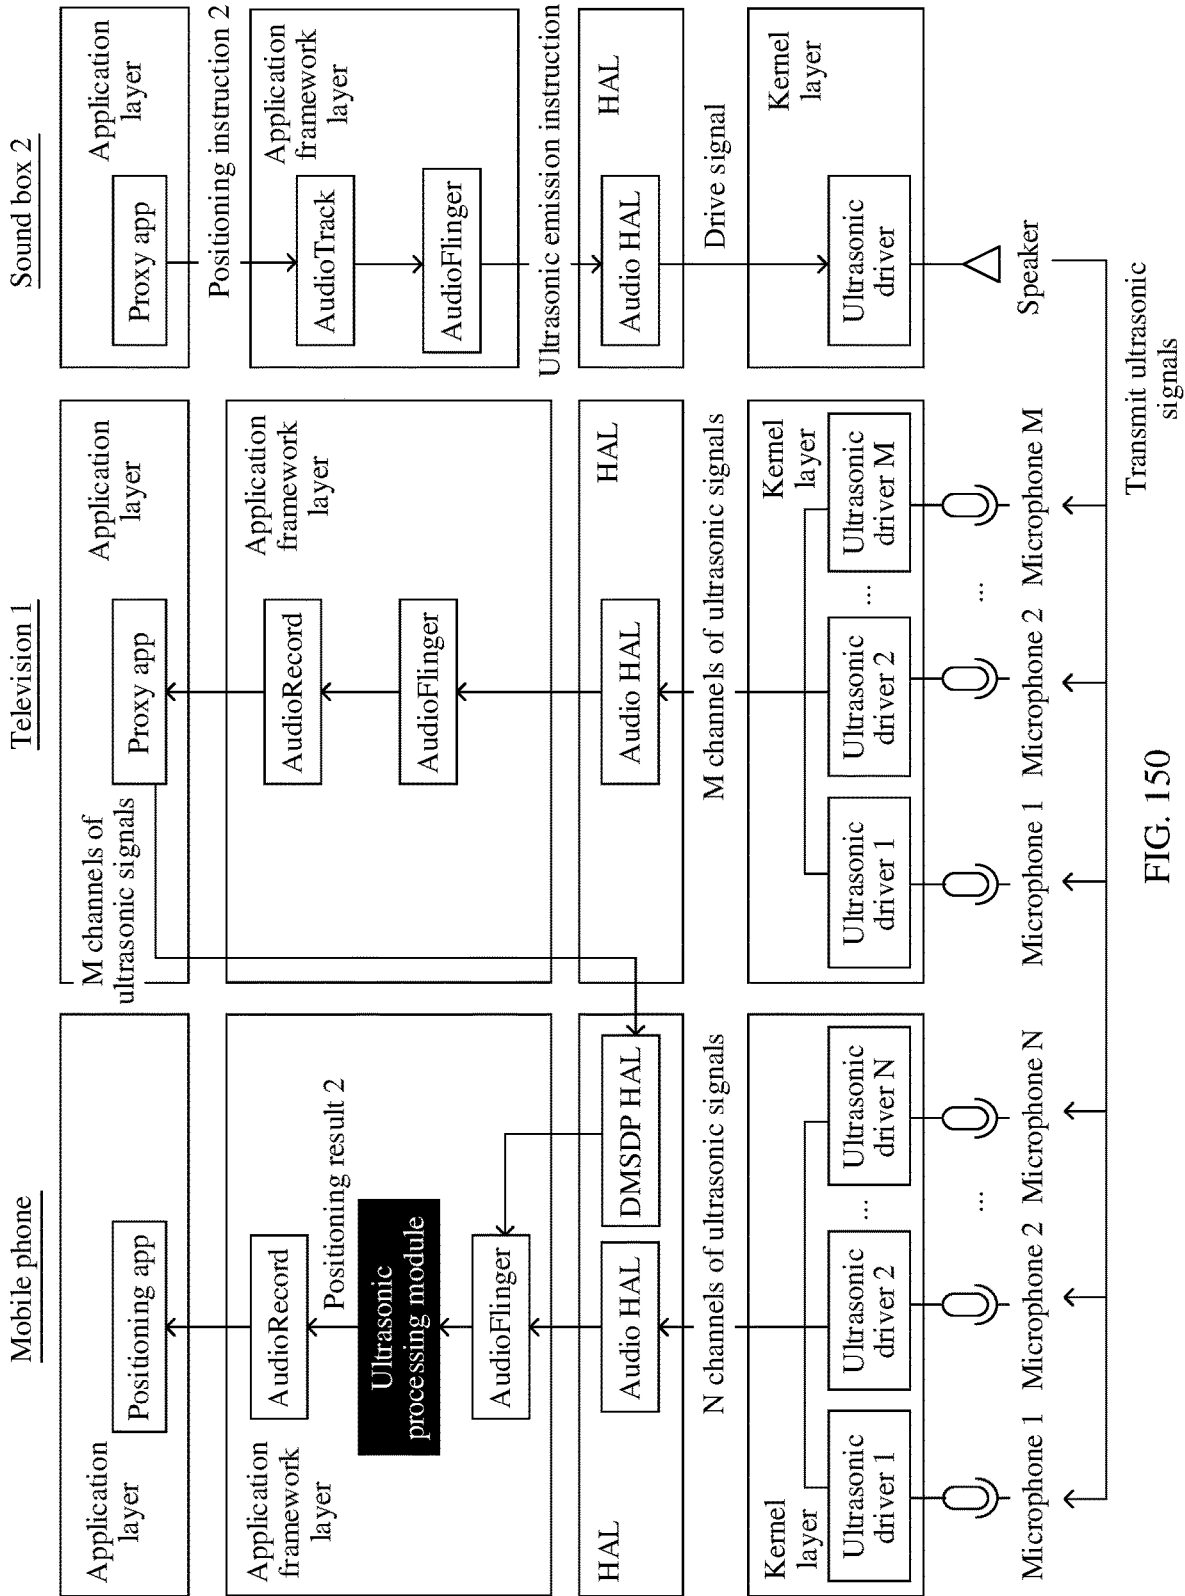 Mobile phone
Application
layer
Positioning app
Application
framework
layer
AudioRecord
Positioning result 2
Ultrasonic
processing module
AudioFlinger
HAL
Audio HAL
DMSDP HAL
N channels of ultrasonic signals
Kernel
layer
Ultrasonic
driver 1
Ultrasonic
driver 2
...
Ultrasonic
driver N
Microphone 1
Microphone 2
...
Microphone N
Television 1
M channels of
ultrasonic signals
Proxy app
Application
layer
AudioRecord
Application
framework
layer
AudioFlinger
Audio HAL
HAL
M channels of ultrasonic signals
Kernel
layer
Ultrasonic
driver 1
Ultrasonic
driver 2
...
Ultrasonic
driver M
Microphone 1
Microphone 2
...
Microphone M
Sound box 2
Proxy app
Application
layer
Positioning instruction 2
AudioTrack
Application
framework
layer
AudioFlinger
Ultrasonic emission instruction
Audio HAL
HAL
Drive signal
Kernel
layer
Ultrasonic
driver
Speaker
Transmit ultrasonic
signals
FIG. 150